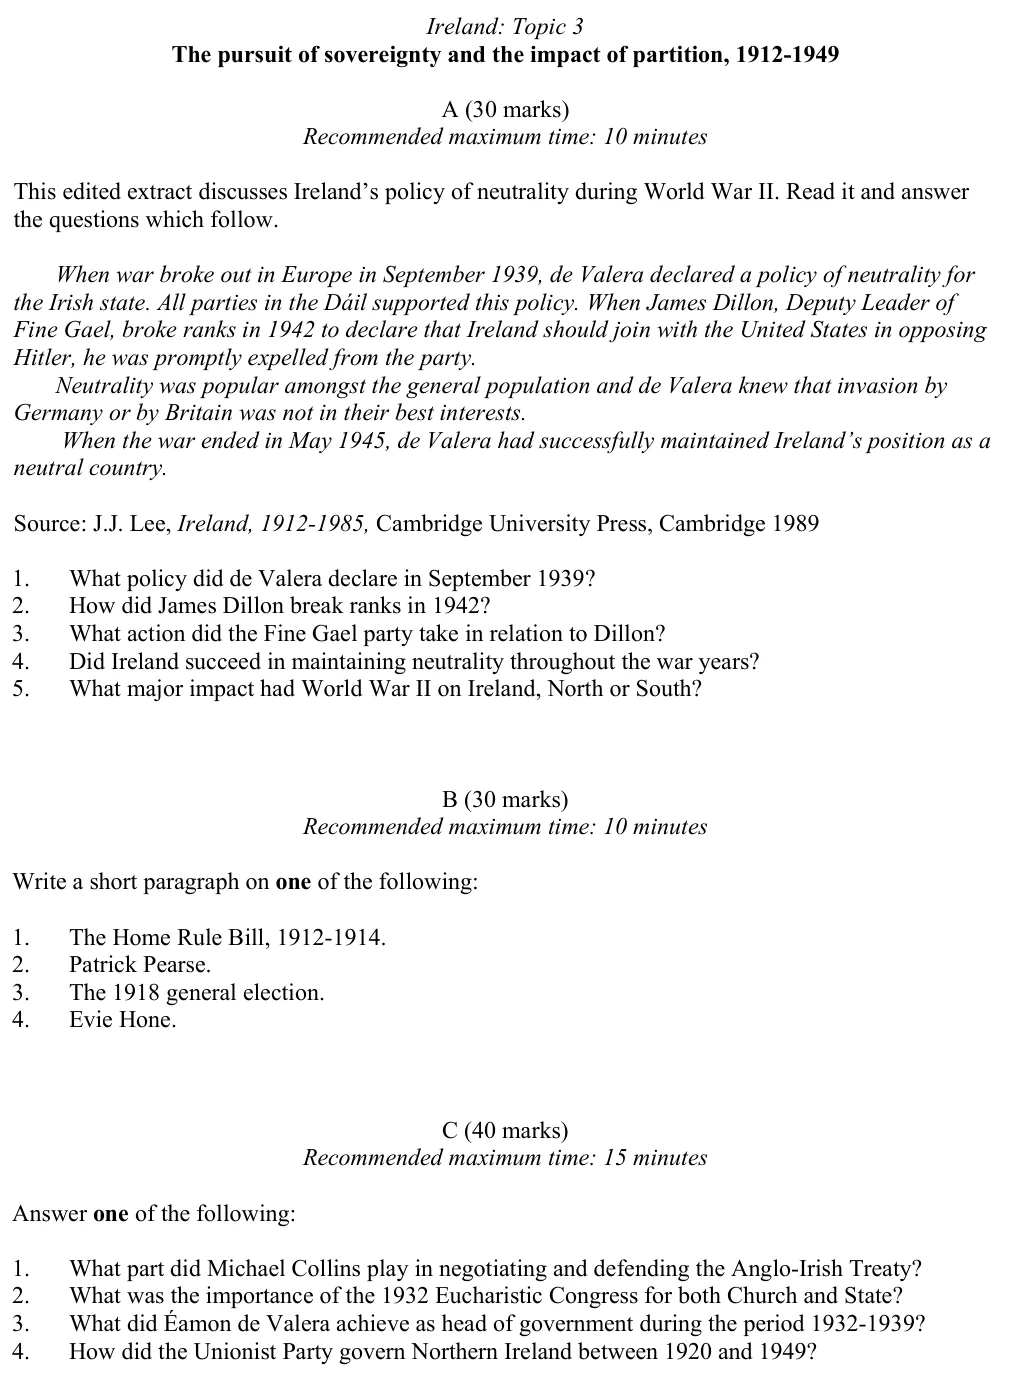 Ireland: Topic 3
The pursuit of sovereignty and the impact of partition, 1912-1949
A (30 marks)
Recommended maximum time: 10 minutes
This edited extract discusses Ireland’s policy of neutrality during World War II. Read it and answer
the questions which follow.
When war broke out in Europe in September 1939, de Valera declared a policy of neutrality for
the Irish state. All parties in the Dáil supported this policy. When James Dillon, Deputy Leader of
Fine Gael, broke ranks in 1942 to declare that Ireland should join with the United States in opposing
Hitler, he was promptly expelled from the party.
Neutrality was popular amongst the general population and de Valera knew that invasion by
Germany or by Britain was not in their best interests.
When the war ended in May 1945, de Valera had successfully maintained Ireland’s position as a
neutral country.
Source: J.J. Lee, Ireland, 1912-1985, Cambridge University Press, Cambridge 1989
1. What policy did de Valera declare in September 1939?
2. How did James Dillon break ranks in 1942?
3. What action did the Fine Gael party take in relation to Dillon?
4. Did Ireland succeed in maintaining neutrality throughout the war years?
5. What major impact had World War II on Ireland, North or South?
B (30 marks)
Recommended maximum time: 10 minutes
Write a short paragraph on one of the following:
1. The Home Rule Bill, 1912-1914.
2. Patrick Pearse.
3. The 1918 general election.
4. Evie Hone.
C (40 marks)
Recommended maximum time: 15 minutes
Answer one of the following:
1. What part did Michael Collins play in negotiating and defending the Anglo-Irish Treaty?
2. What was the importance of the 1932 Eucharistic Congress for both Church and State?
3. What did Éamon de Valera achieve as head of government during the period 1932-1939?
4. How did the Unionist Party govern Northern Ireland between 1920 and 1949?